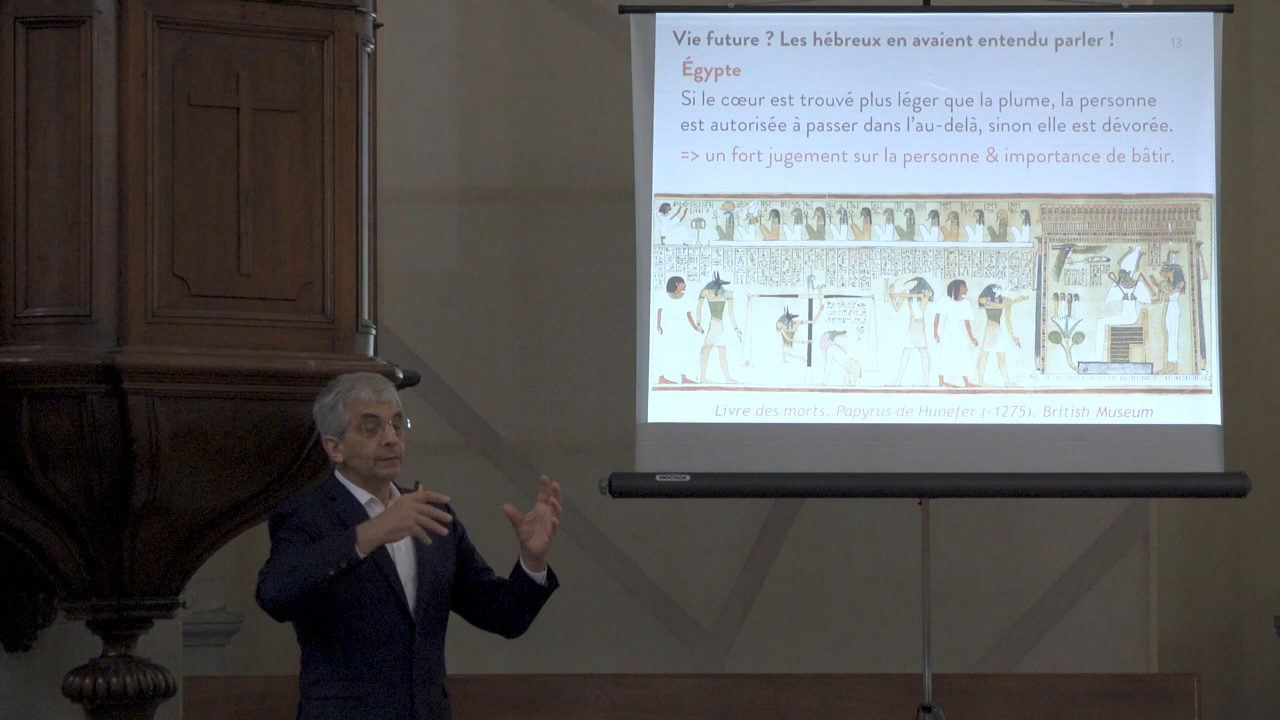 Vie future ? Les hébreux en avaient entendu parler !
13
Égypte
Si le cœur est trouvé plus léger que la plume, la personne
est autorisée à passer dans l'au-delà, sinon elle est dévorée.
=> un fort jugement sur la personne & importance de bâtir.
Livre des morts, Papyrus de Hunefer (-1275). British Museum